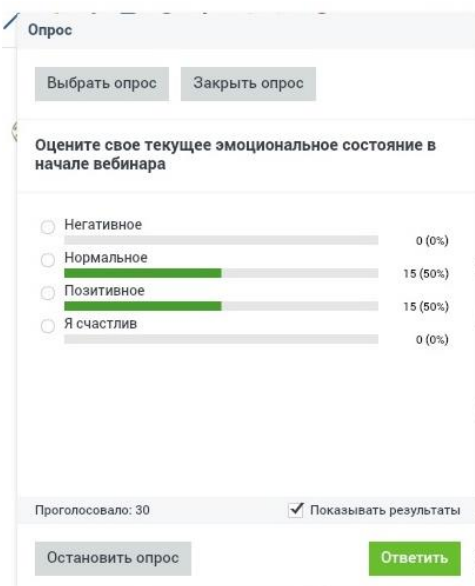 Опрос
Выбрать опрос Закрыть опрос
Оцените свое текущее эмоциональное состояние в
начале вебинара
Негативное
0 (0%)
Нормальное
15 (50%)
Позитивное
15 (50%)
Я счастлив
0 (0%)
Проголосовало: 30 Показывать результаты
Остановить опрос Ответить